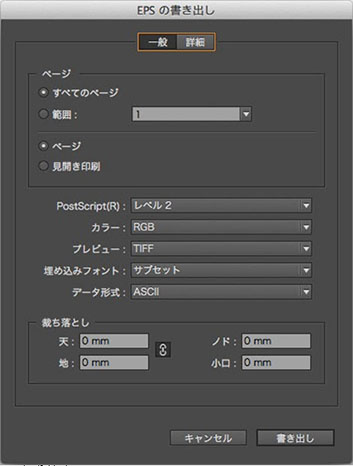 EPS の書き出し
一般 詳細
ページ
すべてのページ
範囲： 1
ページ
見開き印刷
PostScript(R)： レベル 2
カラー： RGB
プレビュー： TIFF
埋め込みフォント： サブセット
データ形式： ASCII
裁ち落とし
天： 0 mm ノド： 0 mm
地： 0 mm 小口： 0 mm
キャンセル 書き出し